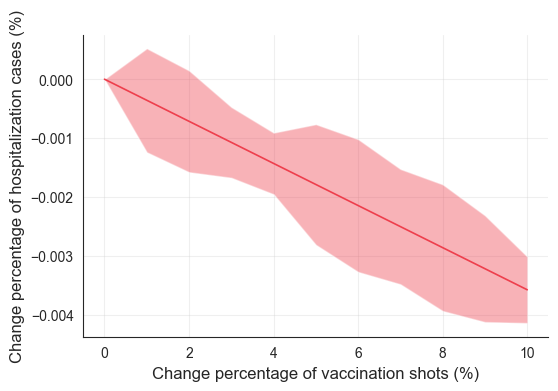 Change percentage of hospitalization cases (%)
0.000
−0.001
−0.002
−0.003
−0.004
0 2 4 6 8 10
Change percentage of vaccination shots (%)